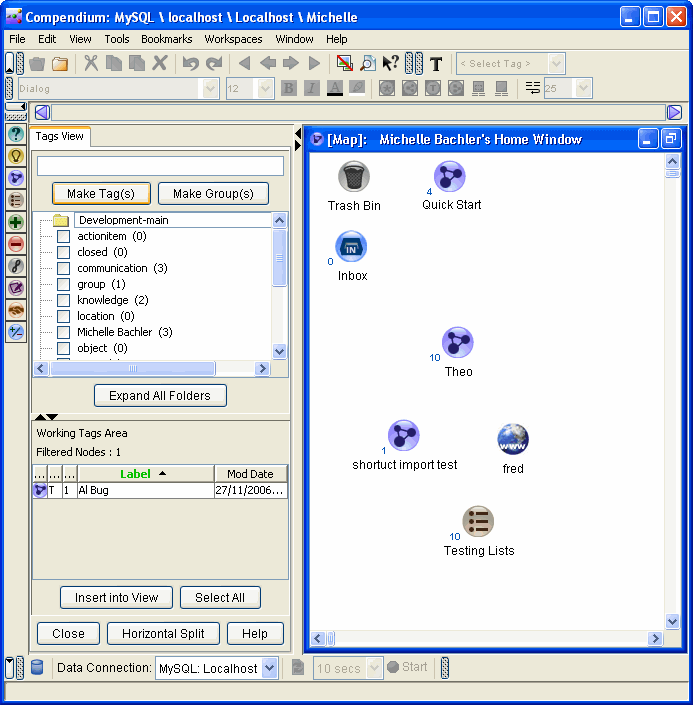 Compendium: MySQL \ localhost \ Localhost \ Michelle
File Edit View Tools Bookmarks Workspaces Window Help
T < Select Tag >
Dialog 12 B I A 25
Tags View
Make Tag(s) Make Group(s)
Development-main
actionitem (0)
closed (0)
communication (3)
group (1)
knowledge (2)
location (0)
Michelle Bachler (3)
object (0)
Expand All Folders
Working Tags Area
Filtered Nodes : 1
... ... ... Label Mod Date
T 1 Al Bug 27/11/2006...
Insert into View Select All
Close Horizontal Split Help
[Map]: Michelle Bachler's Home Window
Trash Bin
4
Quick Start
IN
0
Inbox
10
Theo
1
shortuct import test
www
fred
10
Testing Lists
Data Connection: MySQL: Localhost 10 secs Start